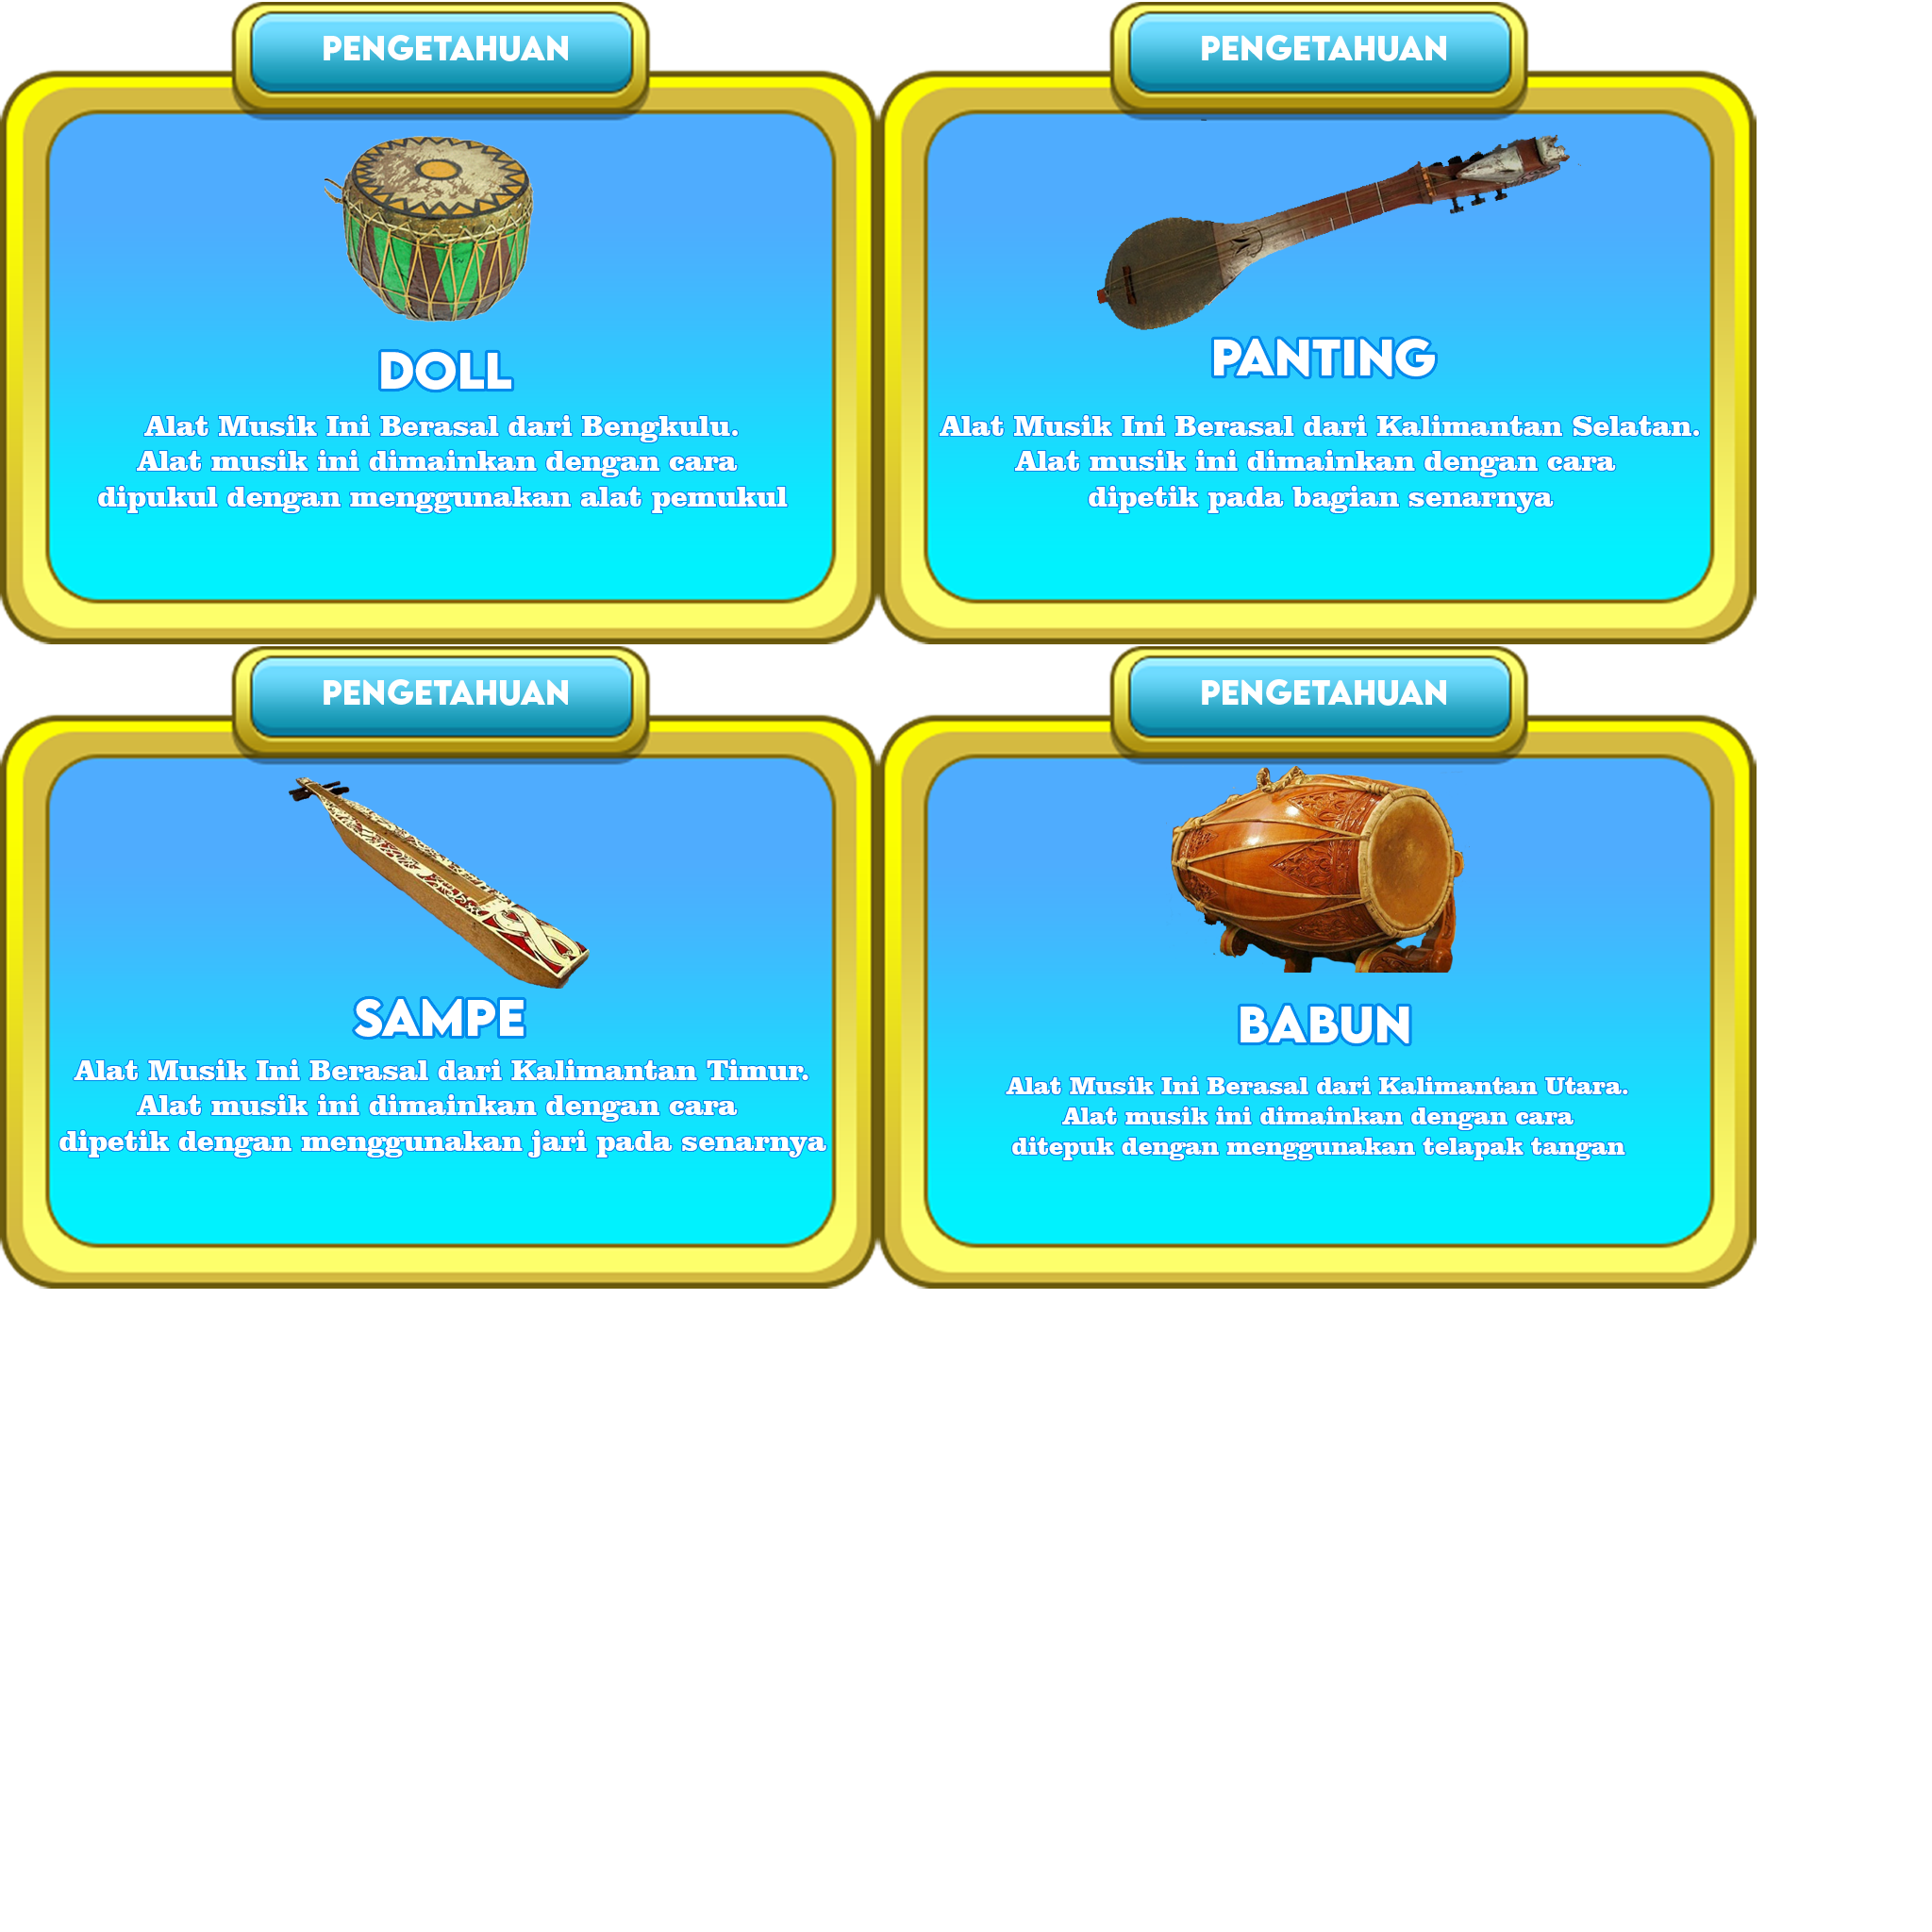 PENGETAHUAN
DOLL
Alat Musik Ini Berasal dari Bengkulu.
Alat musik ini dimainkan dengan cara
dipukul dengan menggunakan alat pemukul
PENGETAHUAN
PANTING
Alat Musik Ini Berasal dari Kalimantan Selatan.
Alat musik ini dimainkan dengan cara
dipetik pada bagian senarnya
PENGETAHUAN
SAMPE
Alat Musik Ini Berasal dari Kalimantan Timur.
Alat musik ini dimainkan dengan cara
dipetik dengan menggunakan jari pada senarnya
PENGETAHUAN
BABUN
Alat Musik Ini Berasal dari Kalimantan Utara.
Alat musik ini dimainkan dengan cara
ditepuk dengan menggunakan telapak tangan